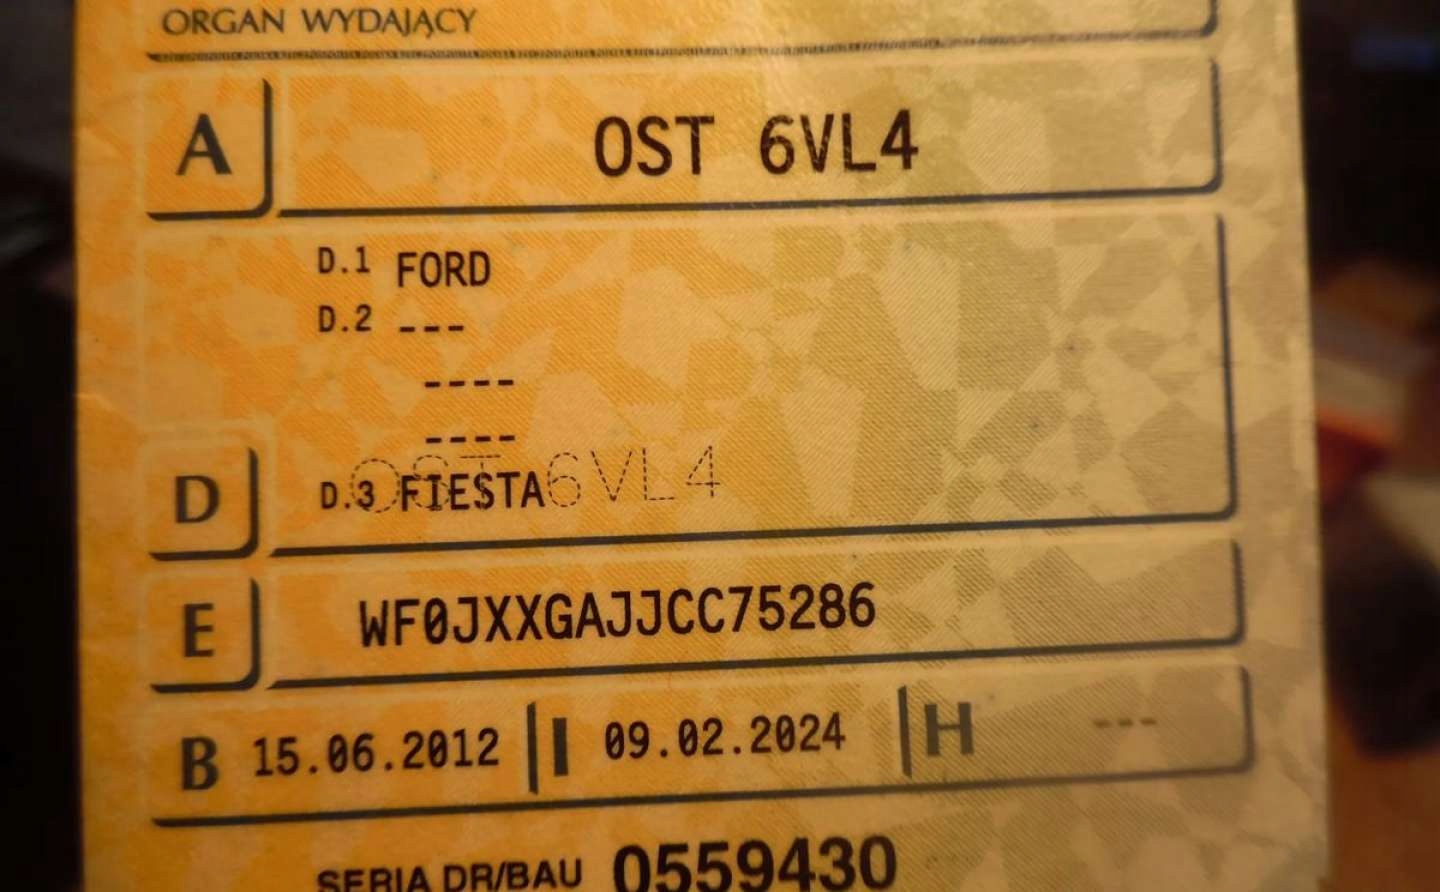 ORGAN WYDAJĄCY
A OST 6VL4
D.1 FORD
D.2 ---
----
----
D D.3 FIESTA
OST 6VL4
E WF0JXXGAJJCC75286
B 15.06.2012 I 09.02.2024 H ---
SERIA DR/BAU 0559430